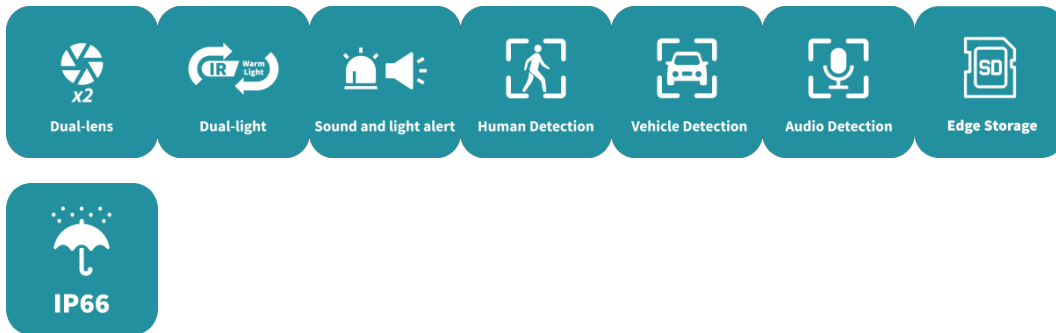 x2
Dual-lens
IR
Warm
Light
Dual-light
Sound and light alert
Human Detection
Vehicle Detection
Audio Detection
SD
Edge Storage
IP66